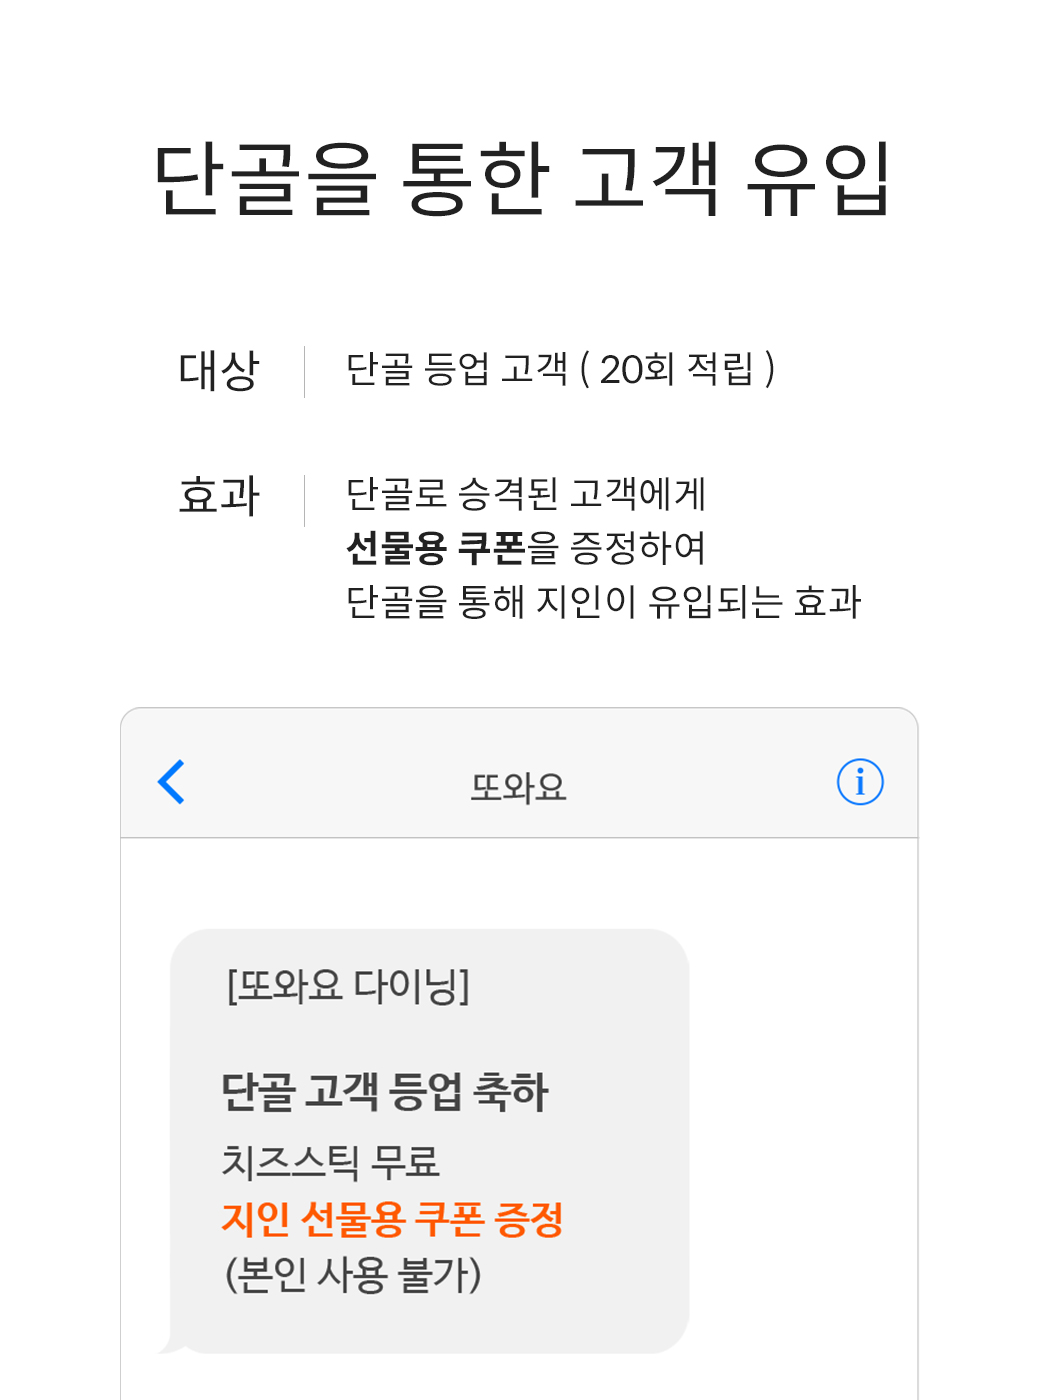 단골을 통한 고객 유입
대상
단골 등업 고객 ( 20회 적립 )
효과
단골로 승격된 고객에게
선물용 쿠폰을 증정하여
단골을 통해 지인이 유입되는 효과
또와요
i
[또와요 다이닝]
단골 고객 등업 축하
치즈스틱 무료
지인 선물용 쿠폰 증정
(본인 사용 불가)